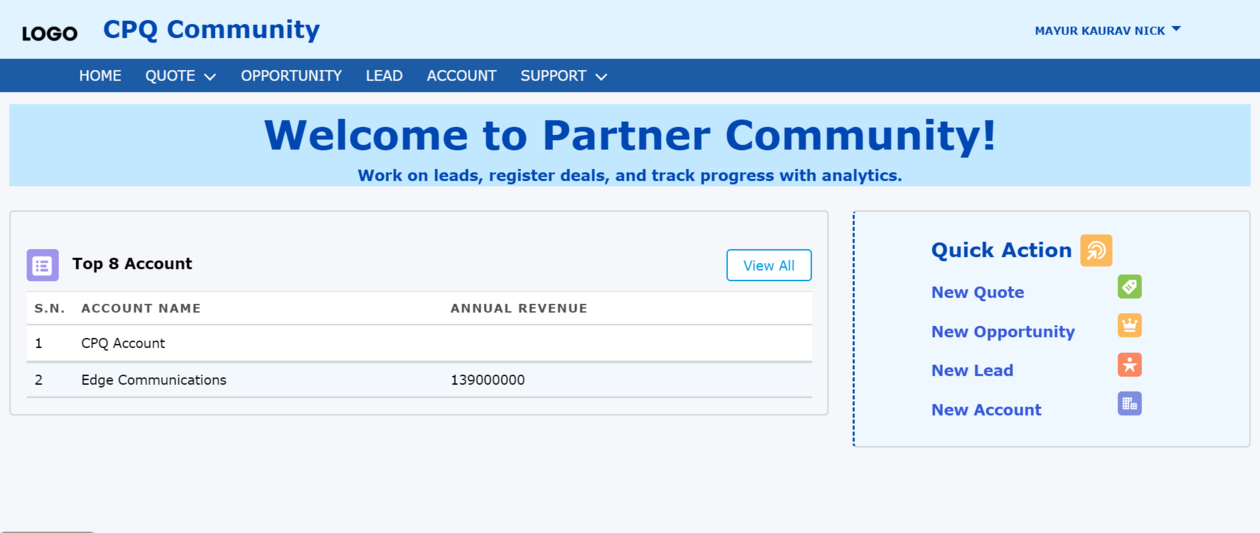 LOGO CPQ Community MAYUR KAURAV NICK
HOME QUOTE OPPORTUNITY LEAD ACCOUNT SUPPORT
Welcome to Partner Community!
Work on leads, register deals, and track progress with analytics.
Top 8 Account View All
S.N. ACCOUNT NAME ANNUAL REVENUE
1 CPQ Account
2 Edge Communications 139000000
Quick Action
New Quote
New Opportunity
New Lead
New Account